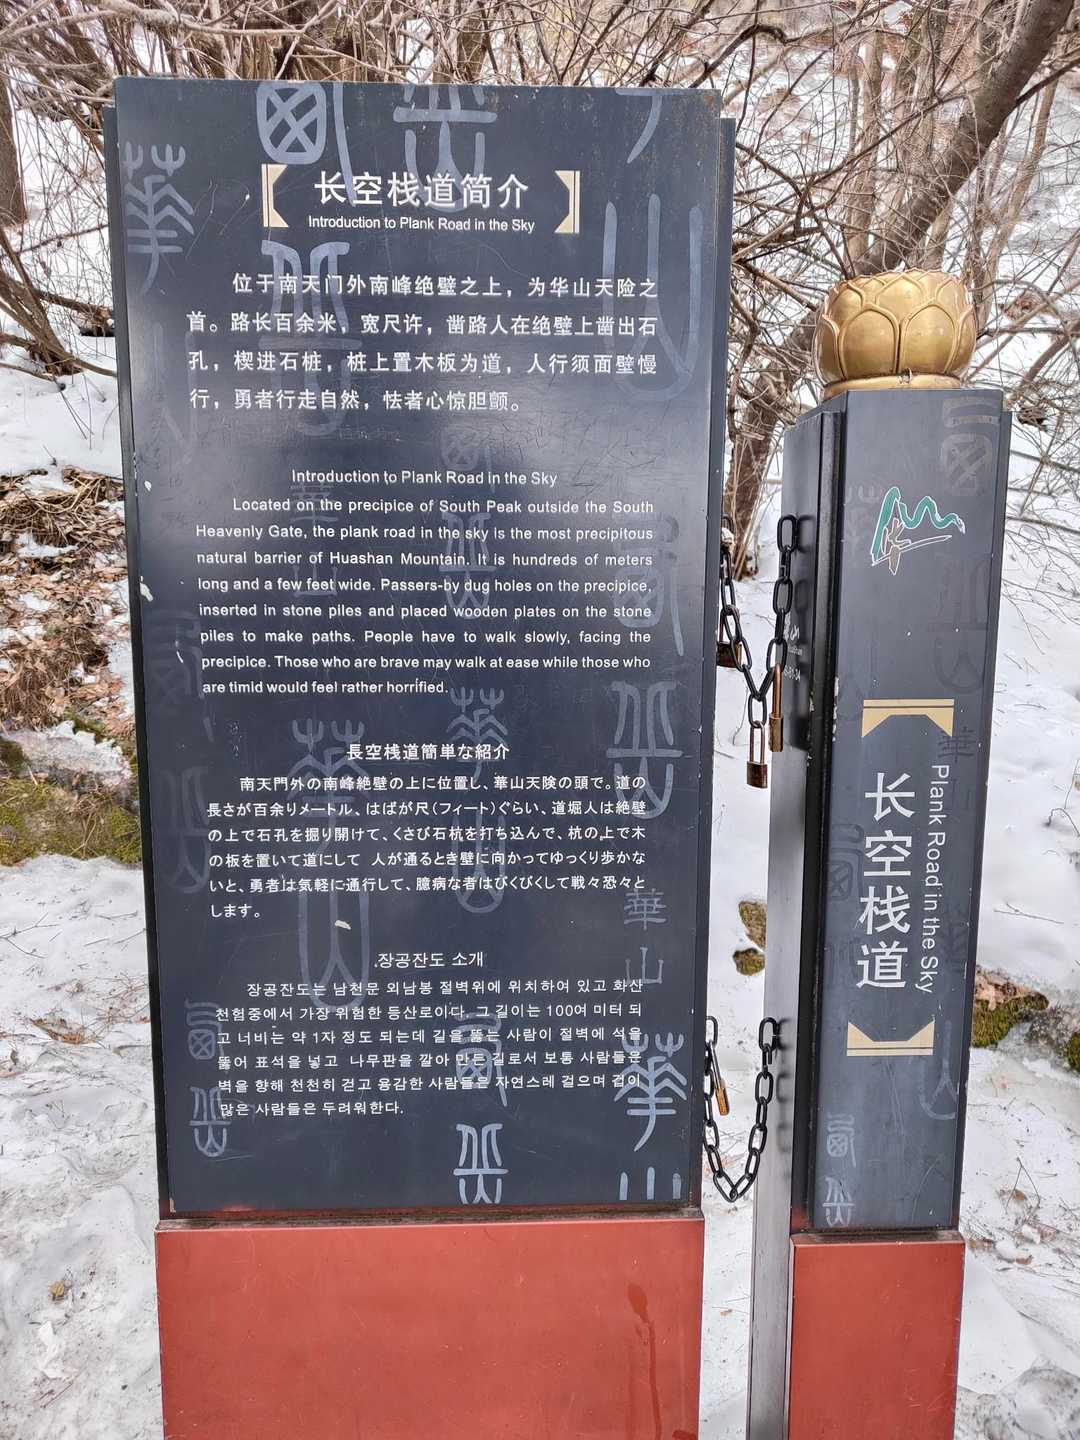 长空栈道简介
Introduction to Plank Road in the Sky
位于南天门外南峰绝壁之上，为华山天险之
首。路长百余米，宽尺许，凿路人在绝壁上凿出石
孔，楔进石桩，桩上置木板为道，人行须面壁慢
行，勇者行走自然，怯者心惊胆颤。
Introduction to Plank Road in the Sky
Located on the precipice of South Peak outside the South
Heavenly Gate, the plank road in the sky is the most precipitous
natural barrier of Huashan Mountain. It is hundreds of meters
long and a few feet wide. Passers-by dug holes on the precipice,
inserted in stone piles and placed wooden plates on the stone
piles to make paths. People have to walk slowly, facing the
precipice. Those who are brave may walk at ease while those who
are timid would feel rather horrified.
長空栈道簡単な紹介
南天門外の南峰絶壁の上に位置し、華山天険の頭で。道の
長さが百余りメートル、はばが尺（フィート）ぐらい、道堀人は絶壁
の上で石孔を掘り開けて、くさび石杭を打ち込んで、杭の上で木
の板を置いて道にして 人が通るとき壁に向かってゆっくり歩かな
いと、勇者は気軽に通行して、臆病な者はびくびくして戦々恐々と
します。
장공잔도 소개
장공잔도는 남천문 외남봉 절벽위에 위치하여 있고 화산
천험중에서 가장 위험한 등산로이다. 그 길이는 100여 미터 되
고 너비는 약 1자 정도 되는데 길을 뚫는 사람이 절벽에 석을
뚫어 표석을 넣고 나무판을 깔아 만든 길로서 보통 사람들은
벽을 향해 천천히 걷고 용감한 사람들은 자연스레 걸으며 겁이
많은 사람들은 두려워한다.
華山
长空栈道
Plank Road in the Sky